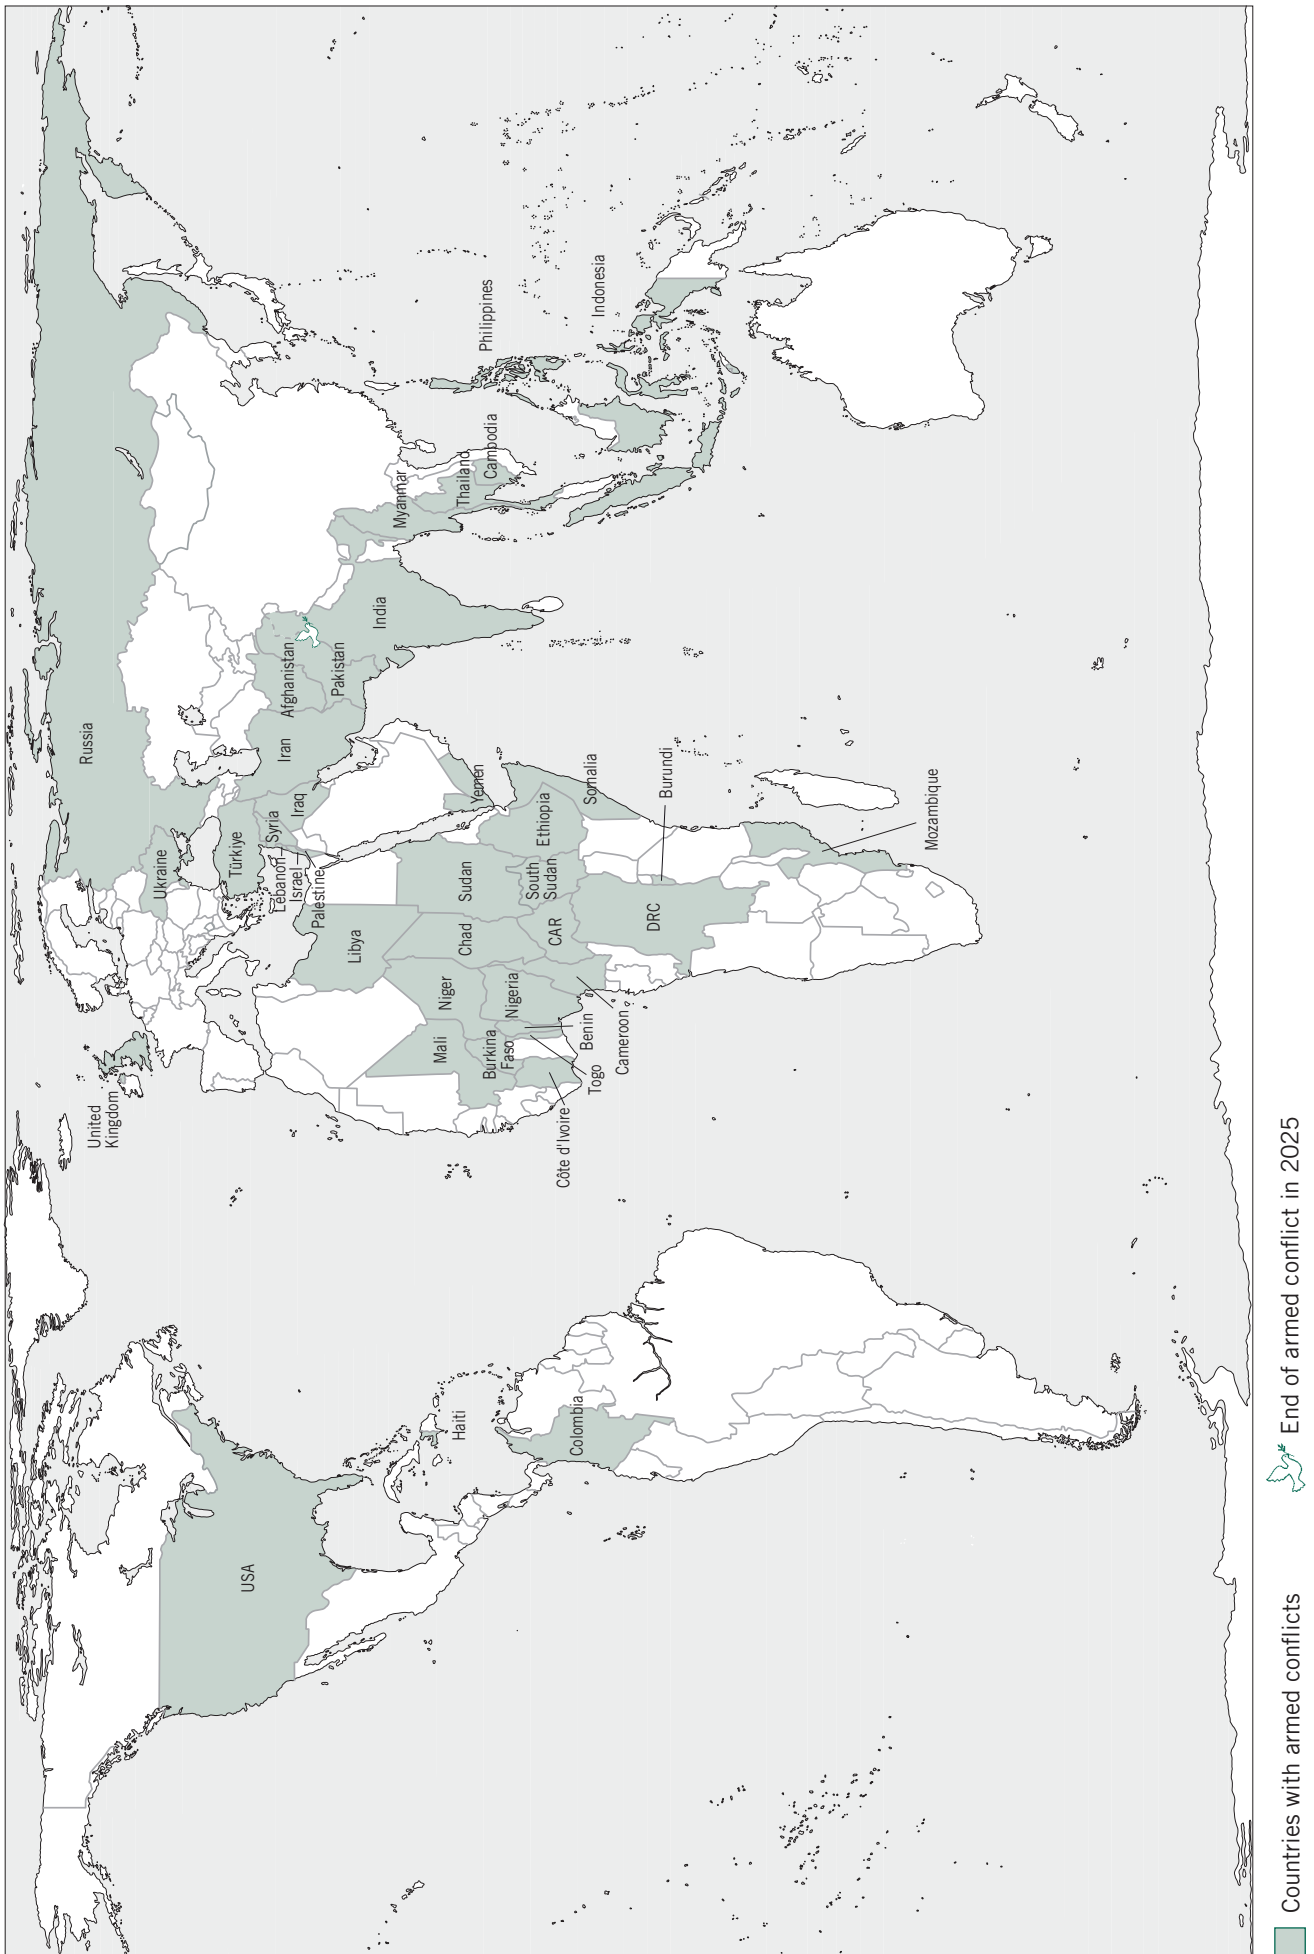 Russia
United
Kingdom
Ukraine
USA
Türkiye
Syria
Lebanon
Israel
Palestine
Iraq
Iran
Afghanistan
Pakistan
India
Libya
Myanmar
Thailand
Cambodia
Philippines
Indonesia
Haiti
Mali
Niger
Chad
Sudan
Yemen
Burkina
Faso
Nigeria
South
Sudan
Ethiopia
Somalia
Colombia
Côte d'Ivoire
Togo
Benin
Cameroon
CAR
DRC
Burundi
Mozambique
Countries with armed conflicts
End of armed conflict in 2025